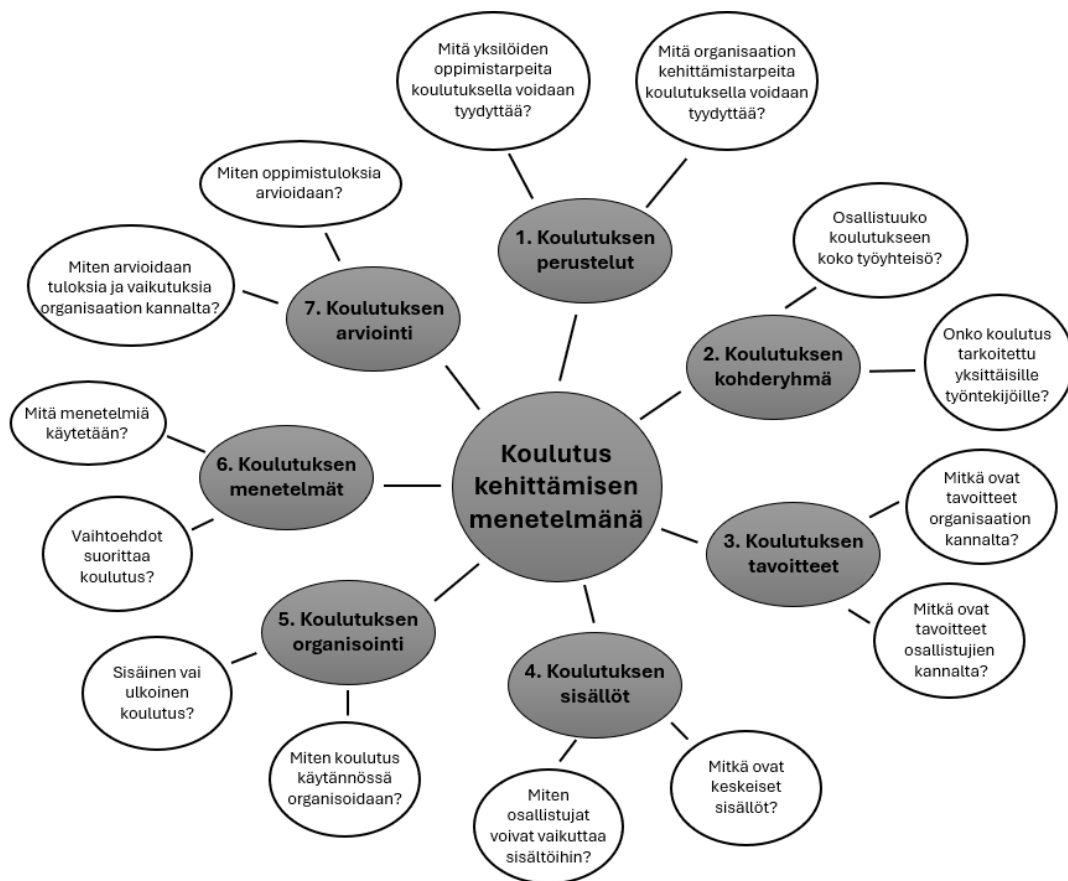 Koulutus
kehittämisen
menetelmänä
1. Koulutuksen
perustelut
Mitä yksilöiden
oppimistarpeita
koulutuksella voidaan
tyydyttää?
Mitä organisaation
kehittämistarpeita
koulutuksella voidaan
tyydyttää?
2. Koulutuksen
kohderyhmä
Osallistuuko
koulutukseen
koko työyhteisö?
Onko koulutus
tarkoitettu
yksittäisille
työntekijöille?
3. Koulutuksen
tavoitteet
Mitkä ovat
tavoitteet
organisaation
kannalta?
Mitkä ovat
tavoitteet
osallistujien
kannalta?
4. Koulutuksen
sisällöt
Mitkä ovat
keskeiset
sisällöt?
Miten
osallistujat
voivat vaikuttaa
sisältöihin?
5. Koulutuksen
organisointi
Miten koulutus
käytännössä
organisoidaan?
Sisäinen vai
ulkoinen
koulutus?
6. Koulutuksen
menetelmät
Vaihtoehdot
suorittaa
koulutus?
Mitä menetelmiä
käytetään?
7. Koulutuksen
arviointi
Miten arvioidaan
tuloksia ja vaikutuksia
organisaation kannalta?
Miten oppimistuloksia
arvioidaan?